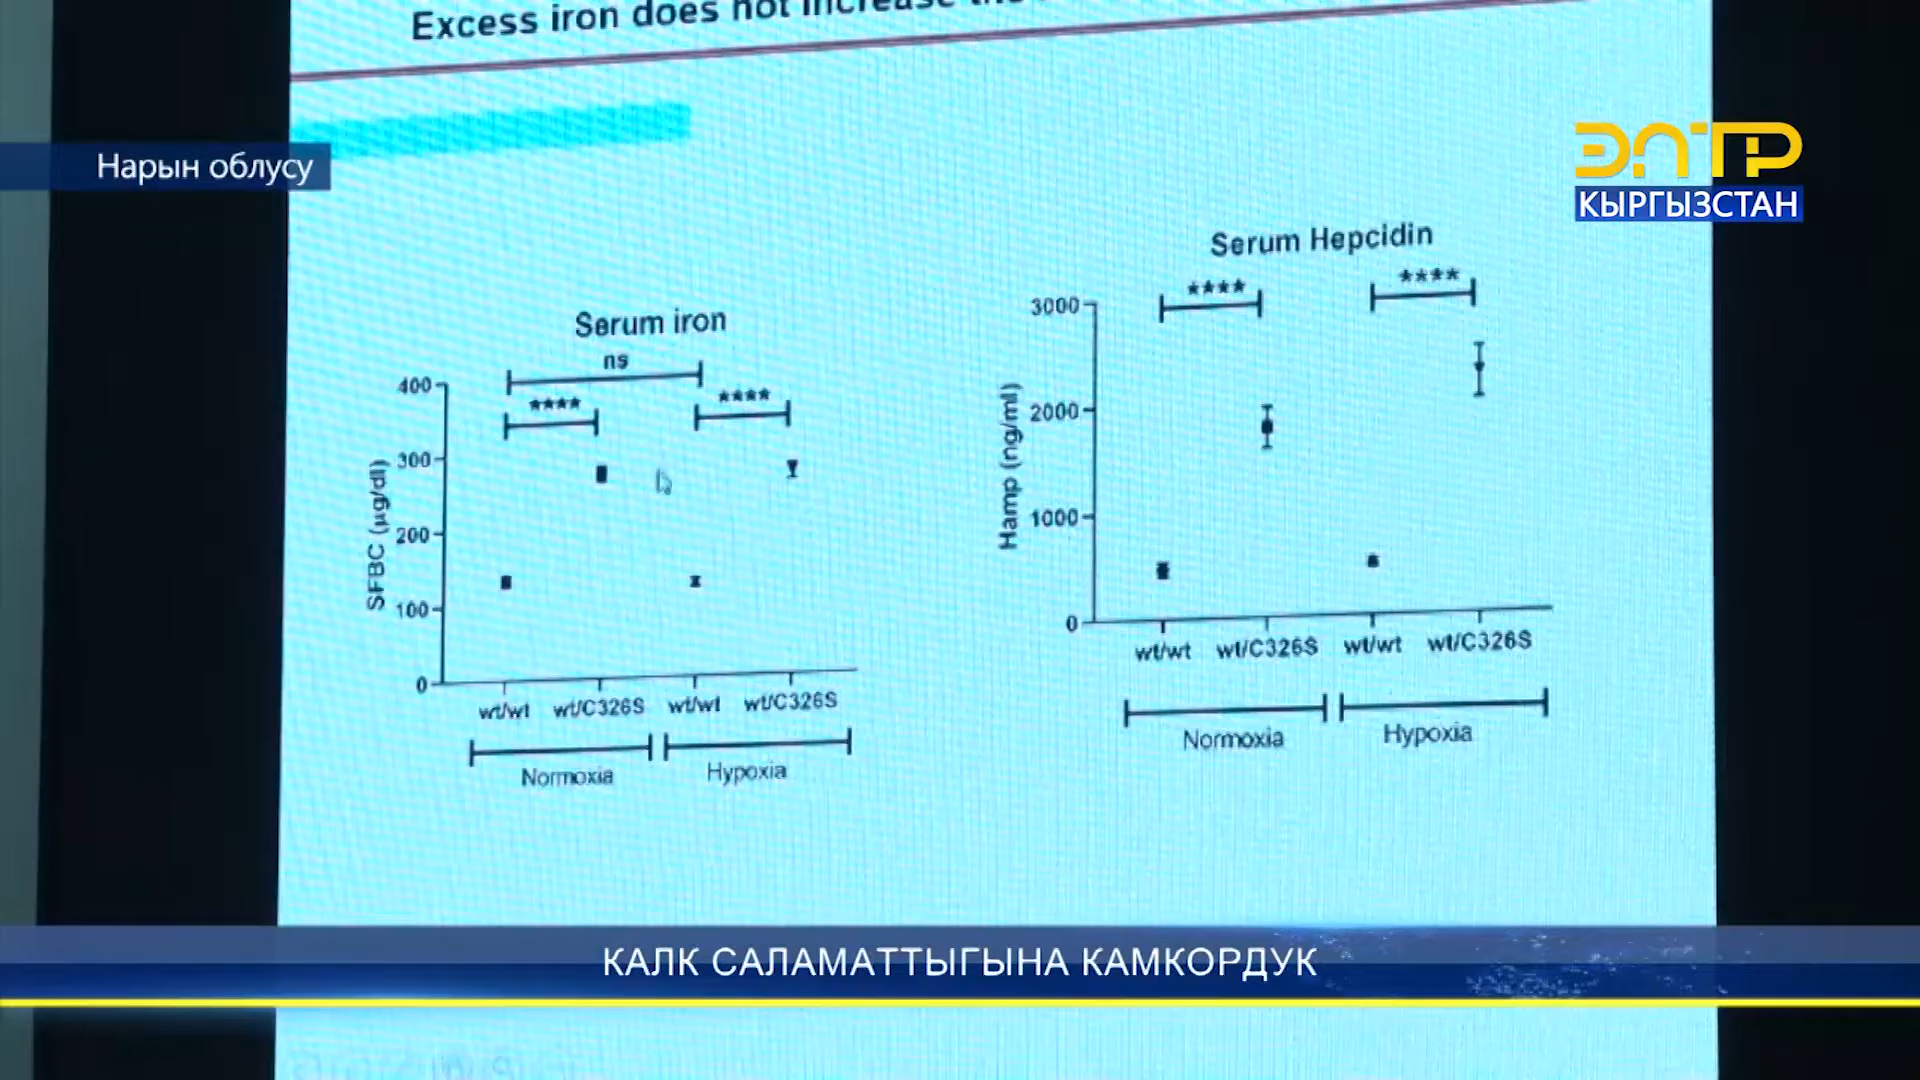 Excess iron does not increase
Нарын облусу
ЭЛТР
КЫРГЫЗСТАН
Serum iron
ns
**** ****
400
300
200
100
0
SFBC (µg/dl)
wt/wt wt/C326S wt/wt wt/C326S
Normoxia Hypoxia
Serum Hepcidin
**** ****
3000
2000
1000
0
Hamp (ng/ml)
wt/wt wt/C326S wt/wt wt/C326S
Normoxia Hypoxia
КАЛК САЛАМАТТЫГЫНА КАМКОРДУК